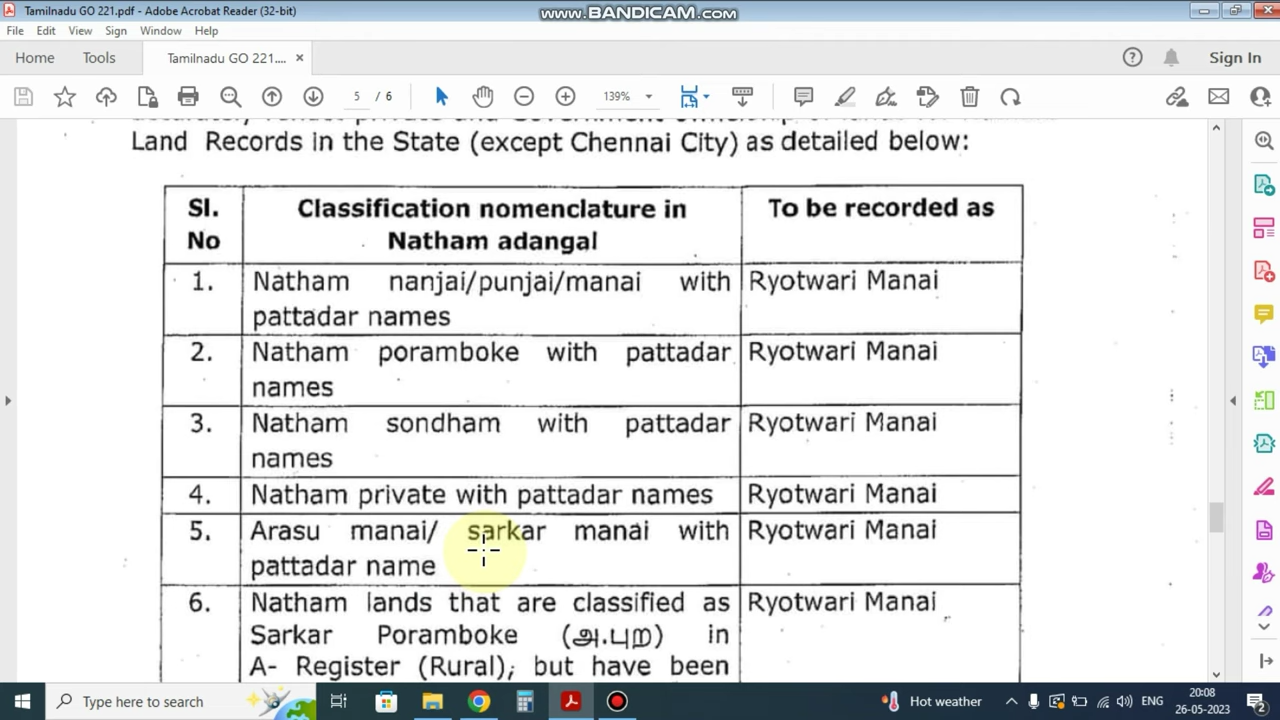 Tamilnadu GO 221.pdf - Adobe Acrobat Reader (32-bit)
www.BANDICAM.com
File Edit View Sign Window Help
Home Tools Tamilnadu GO 221.... × Sign In
5 / 6 139%
Land Records in the State (except Chennai City) as detailed below:
Sl. No
Classification nomenclature in Natham adangal
To be recorded as
1. Natham nanjai/punjai/manai with Ryotwari Manai
pattadar names
2. Natham poramboke with pattadar Ryotwari Manai
names
3. Natham sondham with pattadar Ryotwari Manai
names
4. Natham private with pattadar names Ryotwari Manai
5. Arasu manai/ sarkar manai with Ryotwari Manai
pattadar name
6. Natham lands that are classified as Ryotwari Manai
Sarkar Poramboke (அ.புற) in
A- Register (Rural), but have been
Type here to search
Hot weather
ENG
20:08
26-05-2023
2